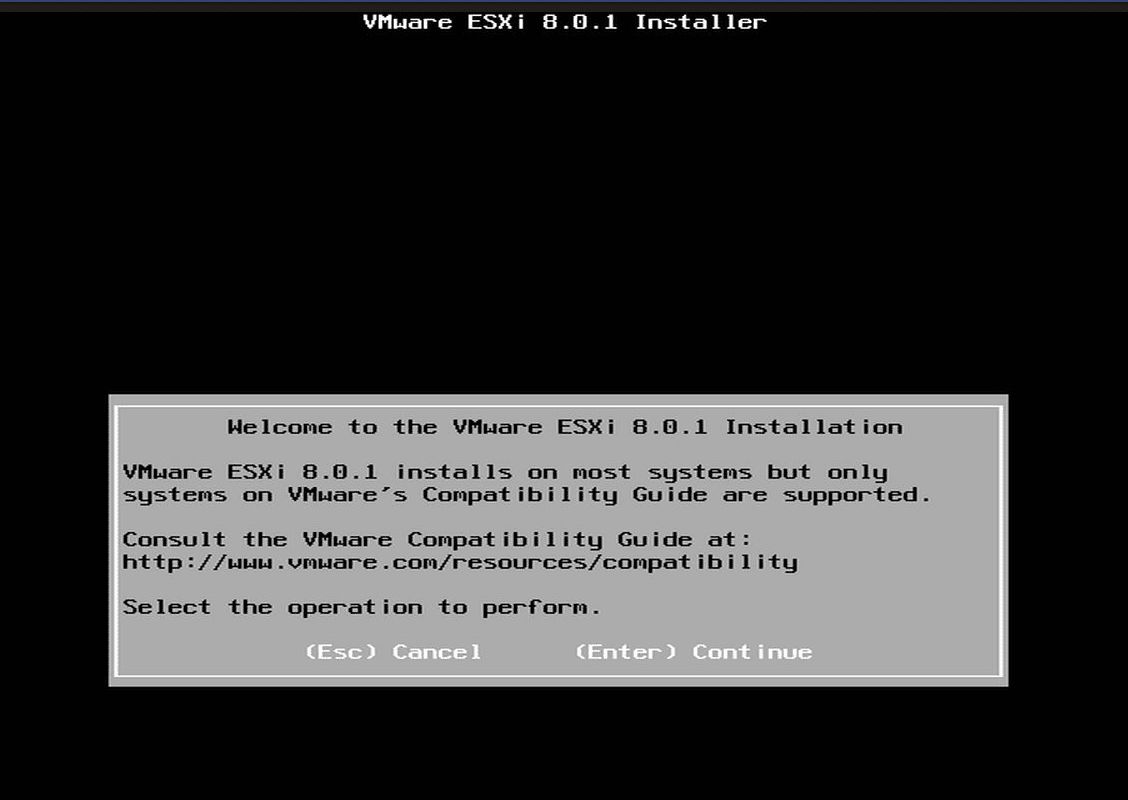 VMware ESXi 8.0.1 Installer
Welcome to the VMware ESXi 8.0.1 Installation
VMware ESXi 8.0.1 installs on most systems but only
systems on VMware's Compatibility Guide are supported.
Consult the VMware Compatibility Guide at:
http://www.vmware.com/resources/compatibility
Select the operation to perform.
(Esc) Cancel (Enter) Continue